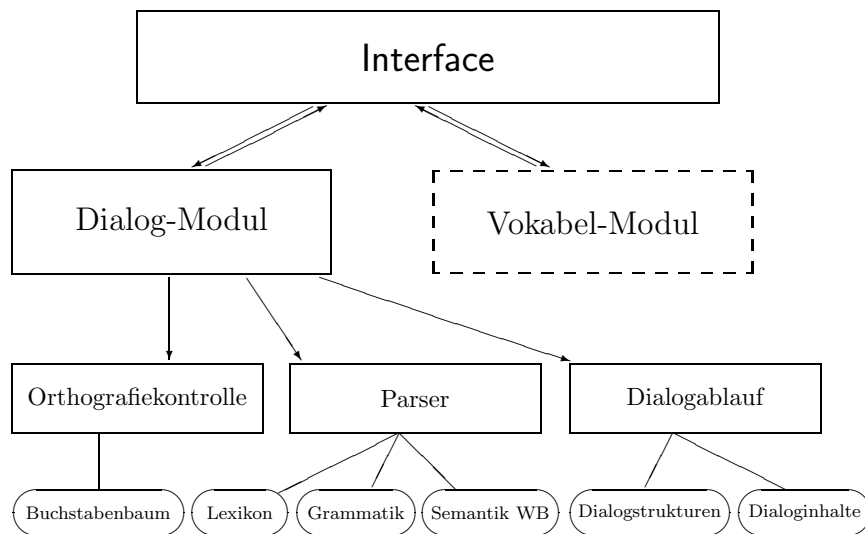 Interface
Dialog-Modul
Vokabel-Modul
Orthografiekontrolle
Parser
Dialogablauf
Buchstabenbaum
Lexikon
Grammatik
Semantik WB
Dialogstrukturen
Dialoginhalte